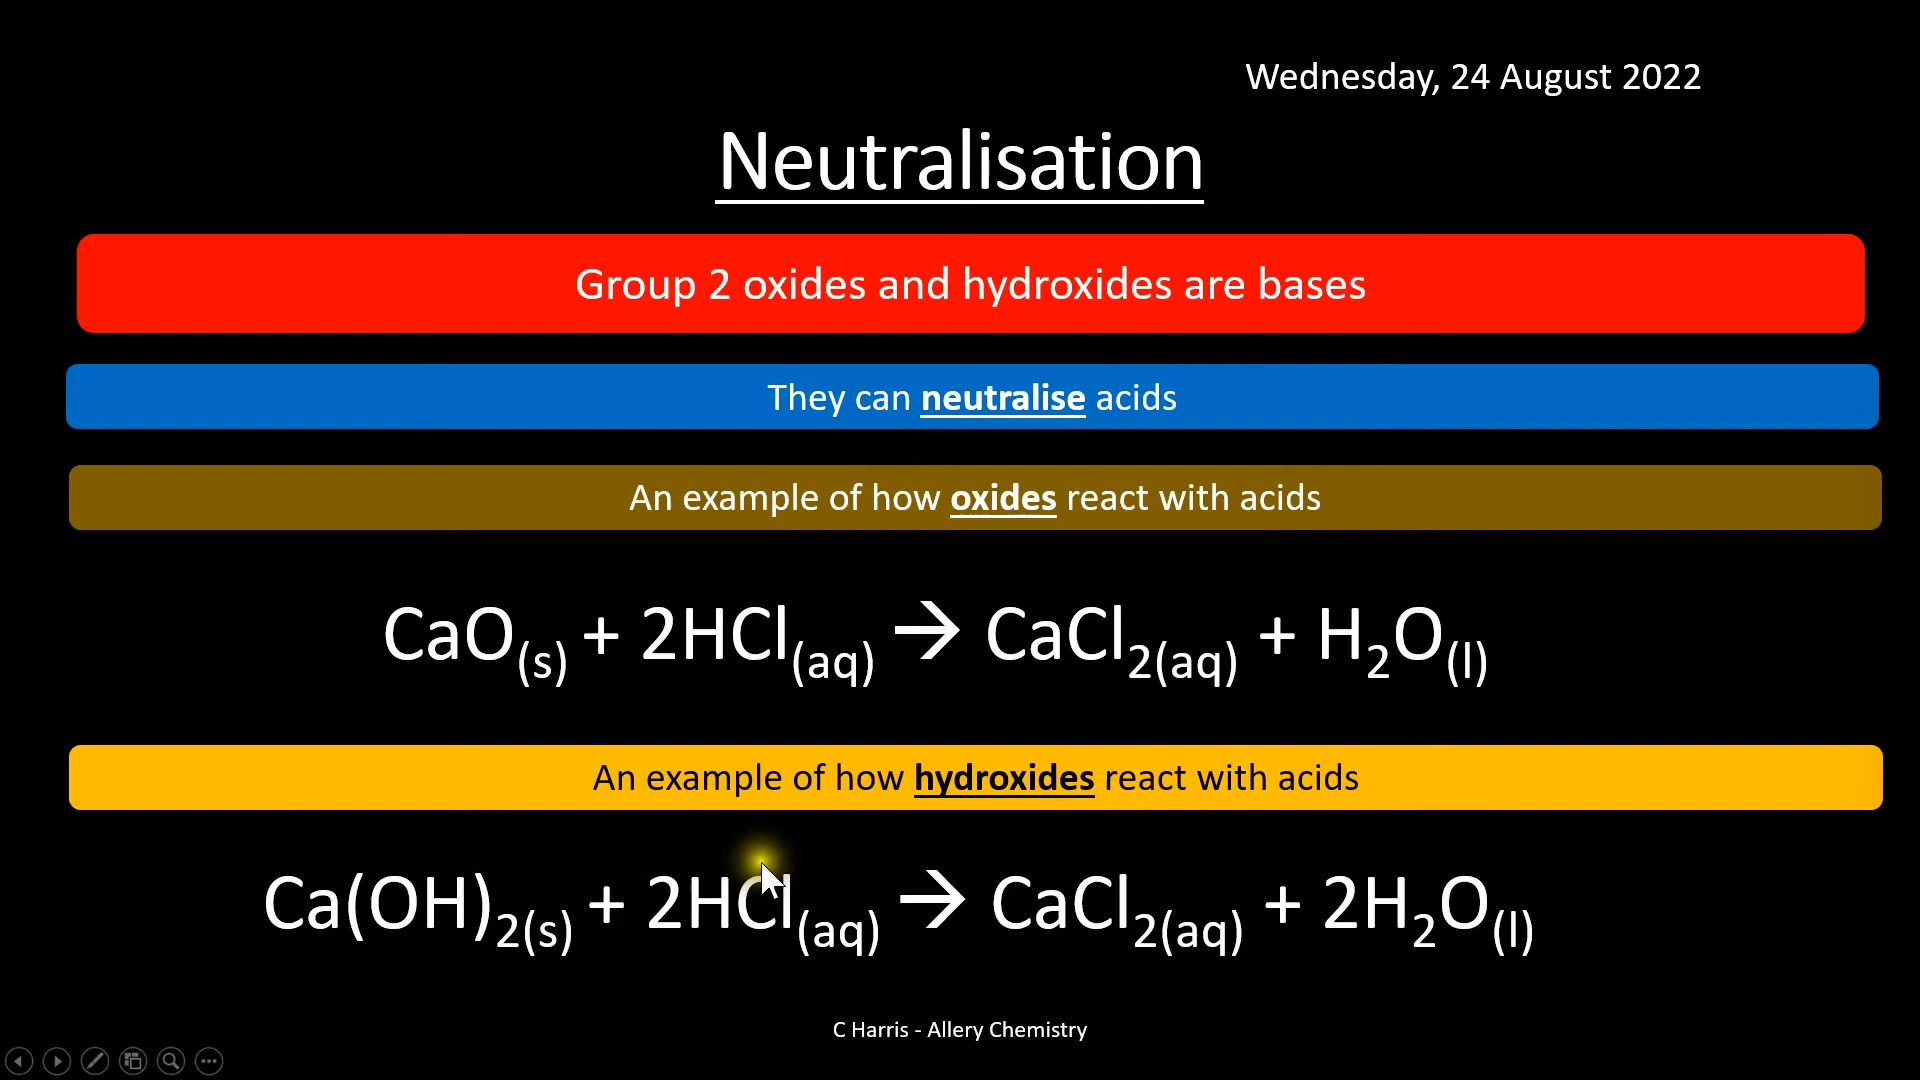 Wednesday, 24 August 2022
Neutralisation
Group 2 oxides and hydroxides are bases
They can neutralise acids
An example of how oxides react with acids
CaO(s) + 2HCl(aq) → CaCl2(aq) + H2O(l)
An example of how hydroxides react with acids
Ca(OH)2(s) + 2HCl(aq) → CaCl2(aq) + 2H2O(l)
C Harris - Allery Chemistry